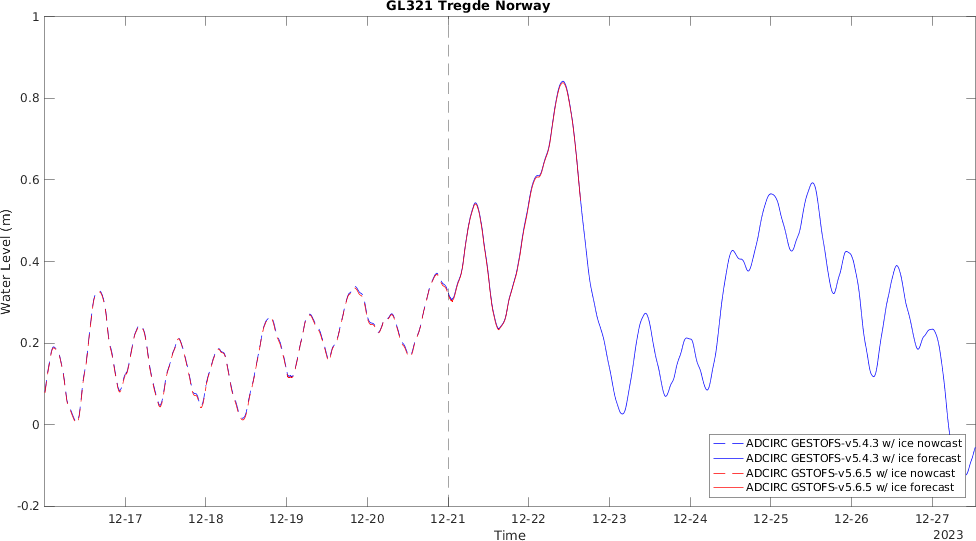 GL321 Tregde Norway
1
0.8
0.6
0.4
0.2
0
-0.2
Water Level (m)
12-17 12-18 12-19 12-20 12-21 12-22 12-23 12-24 12-25 12-26 12-27
Time
2023
ADCIRC GESTOFS-v5.4.3 w/ ice nowcast
ADCIRC GESTOFS-v5.4.3 w/ ice forecast
ADCIRC GSTOFS-v5.6.5 w/ ice nowcast
ADCIRC GSTOFS-v5.6.5 w/ ice forecast